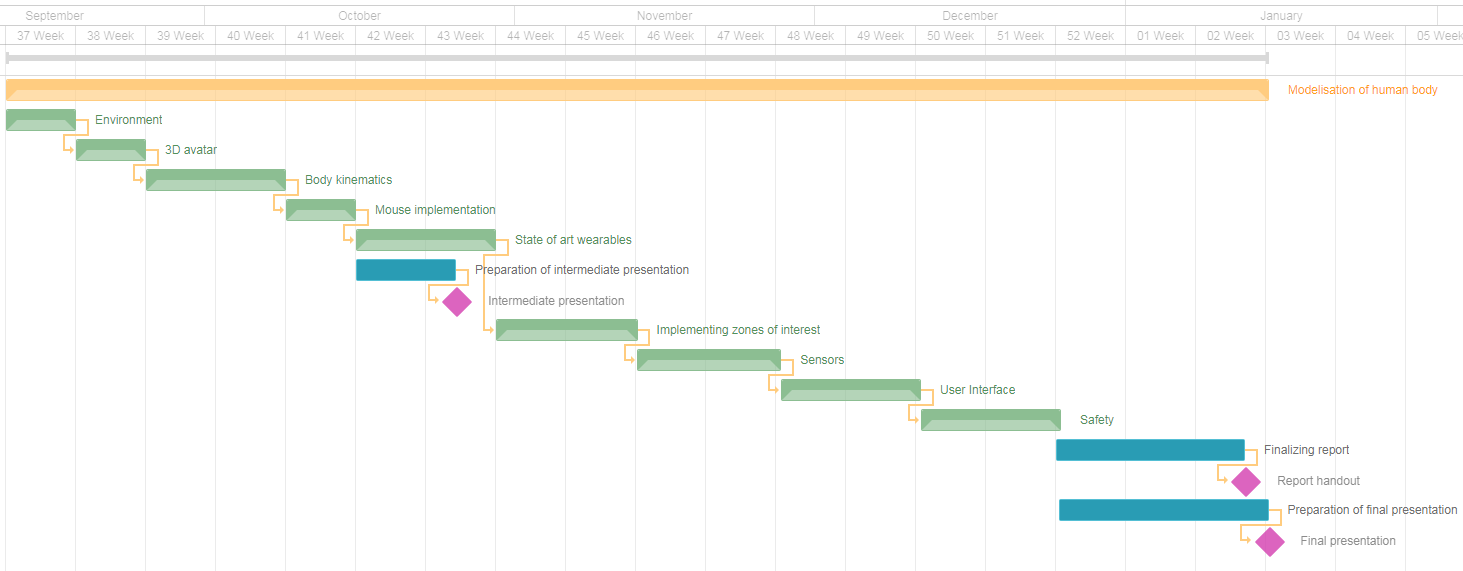 September October November December January
37 Week 38 Week 39 Week 40 Week 41 Week 42 Week 43 Week 44 Week 45 Week 46 Week 47 Week 48 Week 49 Week 50 Week 51 Week 52 Week 01 Week 02 Week 03 Week 04 Week 05 Week
Modelisation of human body
Environment
3D avatar
Body kinematics
Mouse implementation
State of art wearables
Preparation of intermediate presentation
Intermediate presentation
Implementing zones of interest
Sensors
User Interface
Safety
Finalizing report
Report handout
Preparation of final presentation
Final presentation